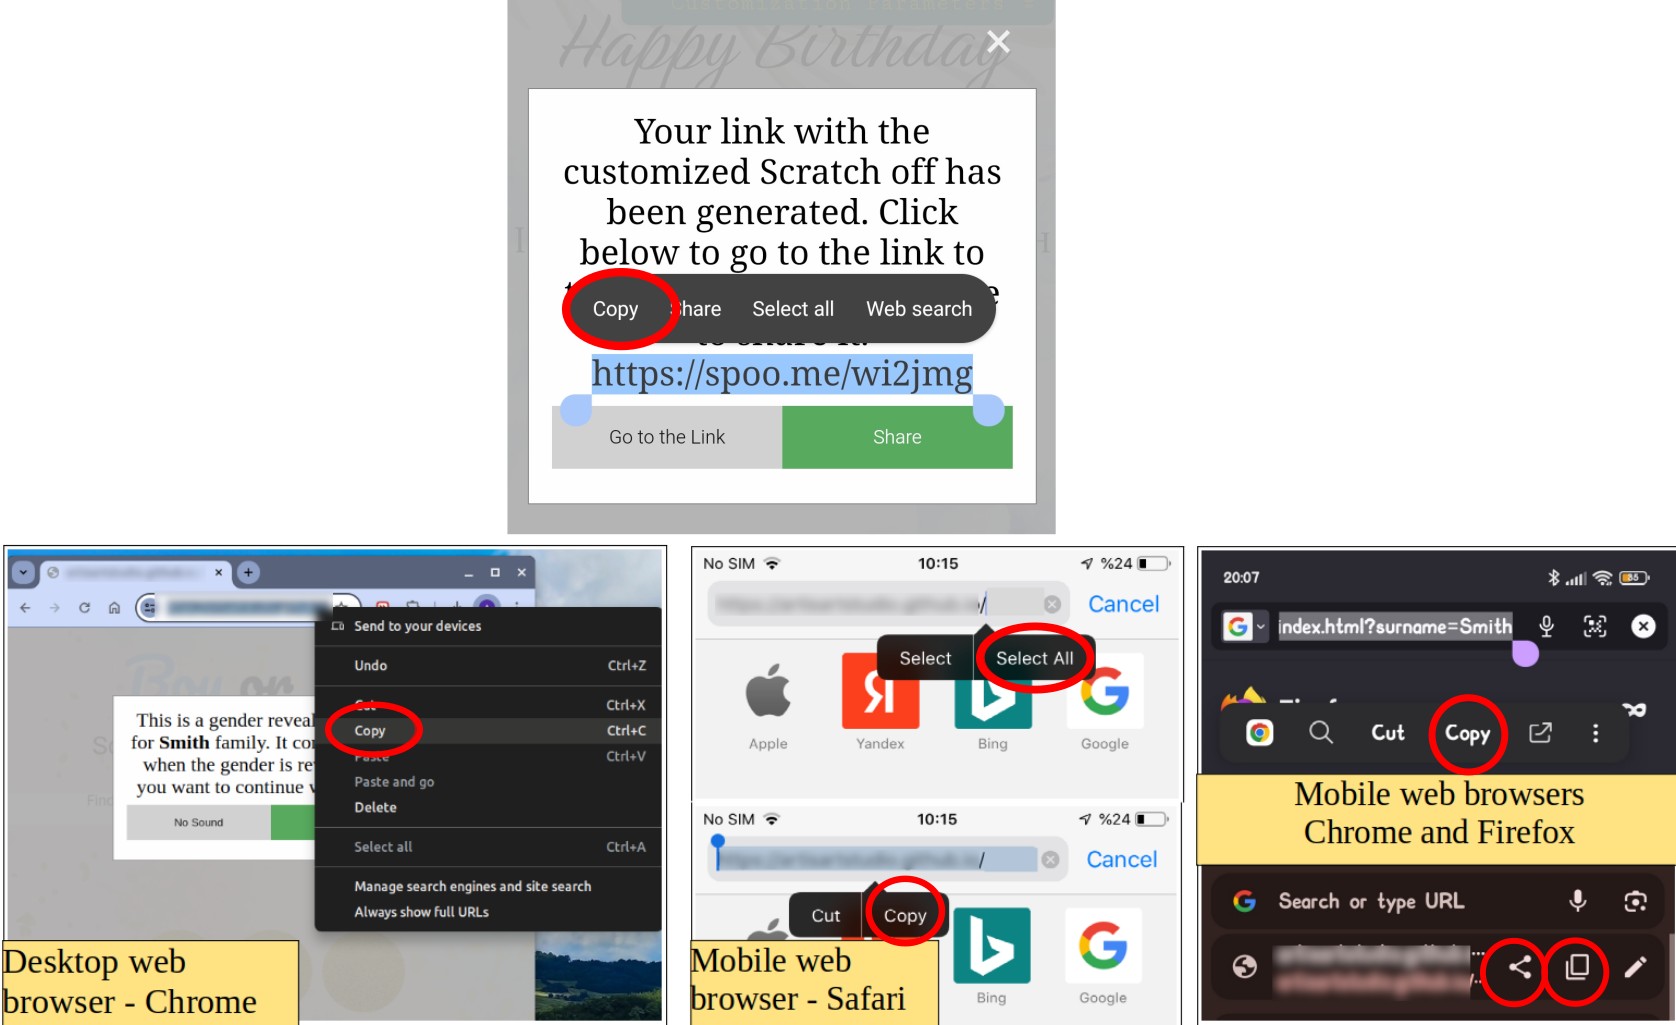 Customization Parameters
Happy Birthday
Your link with the
customized Scratch off has
been generated. Click
below to go to the link to
Copy Share Select all Web search
to share it.
https://spoo.me/wi2jmg
Go to the Link Share
Send to your devices
Undo Ctrl+Z
Cut Ctrl+X
Copy Ctrl+C
Paste Ctrl+V
Paste and go
Delete
Select all Ctrl+A
Manage search engines and site search
Always show full URLs
Boy or
This is a gender reveal
for Smith family. It co
when the gender is re
you want to continue
Find
No Sound
Desktop web
browser - Chrome
No SIM 10:15 %24
/ Cancel
Select Select All
Apple Yandex Bing Google
No SIM 10:15 %24
/ Cancel
Cut Copy
Bing Google
Mobile web
browser - Safari
20:07
index.html?surname=Smith
Cut Copy
Mobile web browsers
Chrome and Firefox
Search or type URL